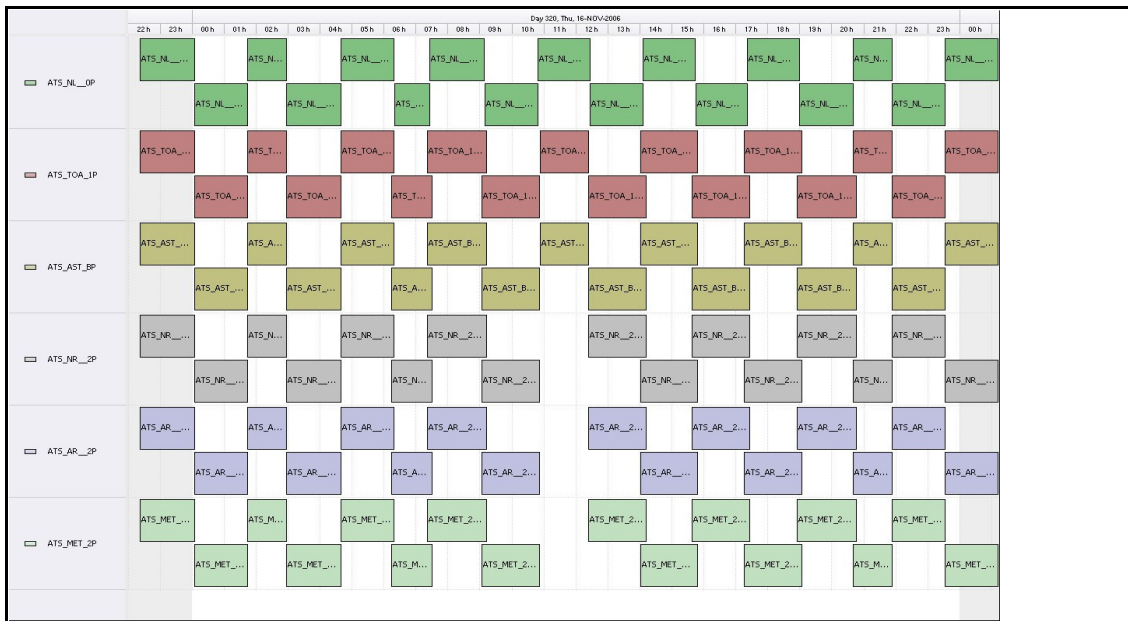 Day 320, Thu, 16-NOV-2006
22 h 23 h 00 h 01 h 02 h 03 h 04 h 05 h 06 h 07 h 08 h 09 h 10 h 11 h 12 h 13 h 14 h 15 h 16 h 17 h 18 h 19 h 20 h 21 h 22 h 23 h 00 h
ATS_NL__... ATS_N... ATS_NL__... ATS_NL__... ATS_NL_... ATS_NL_... ATS_NL_... ATS_N... ATS_NL__...
ATS_NL__0P
ATS_NL__... ATS_NL__... ATS_... ATS_NL__... ATS_NL__... ATS_NL__... ATS_NL__... ATS_NL__...
ATS_TOA_... ATS_T... ATS_TOA_... ATS_TOA_1... ATS_TOA... ATS_TOA_... ATS_TOA_1... ATS_T... ATS_TOA_...
ATS_TOA_1P
ATS_TOA_... ATS_TOA_... ATS_T... ATS_TOA_1... ATS_TOA_1... ATS_TOA_1... ATS_TOA_1... ATS_TOA_...
ATS_AST_... ATS_A... ATS_AST_... ATS_AST_B... ATS_AST... ATS_AST_... ATS_AST_B... ATS_A... ATS_AST_...
ATS_AST_BP
ATS_AST_... ATS_AST_... ATS_A... ATS_AST_B... ATS_AST_B... ATS_AST_B... ATS_AST_B... ATS_AST_...
ATS_NR__... ATS_N... ATS_NR__... ATS_NR__2... ATS_NR__2... ATS_NR__2... ATS_NR__2... ATS_NR__...
ATS_NR__2P
ATS_NR__... ATS_NR__... ATS_N... ATS_NR__2... ATS_NR__... ATS_NR__2... ATS_N... ATS_NR__...
ATS_AR__... ATS_A... ATS_AR__... ATS_AR__2... ATS_AR__2... ATS_AR__2... ATS_AR__2... ATS_AR__...
ATS_AR__2P
ATS_AR__... ATS_AR__... ATS_A... ATS_AR__2... ATS_AR__... ATS_AR__2... ATS_A... ATS_AR__...
ATS_MET_... ATS_M... ATS_MET_... ATS_MET_2... ATS_MET_2... ATS_MET_2... ATS_MET_2... ATS_MET_...
ATS_MET_2P
ATS_MET_... ATS_MET_... ATS_M... ATS_MET_2... ATS_MET_... ATS_MET_2... ATS_M... ATS_MET_...